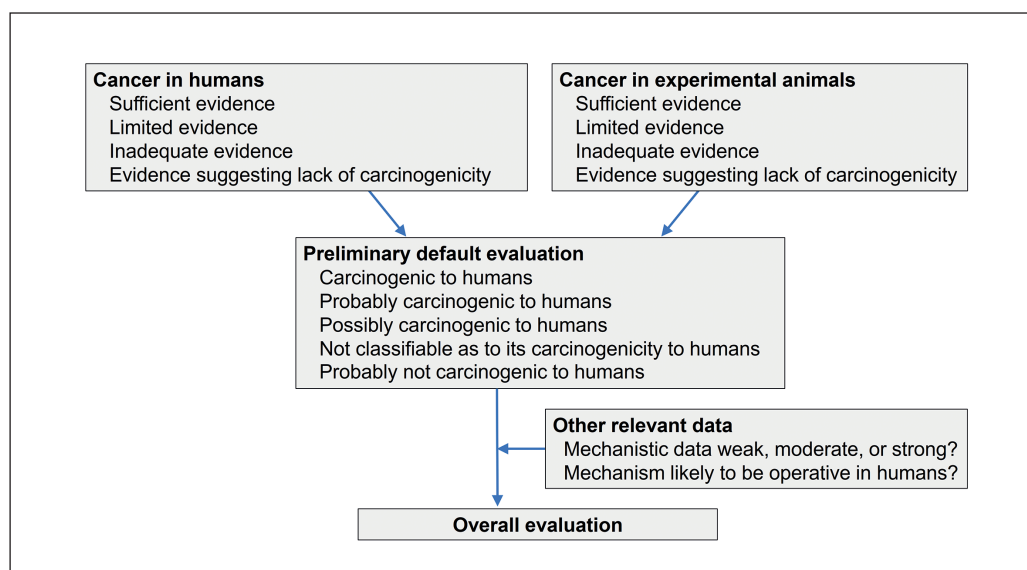 Cancer in humans
Sufficient evidence
Limited evidence
Inadequate evidence
Evidence suggesting lack of carcinogenicity
Cancer in experimental animals
Sufficient evidence
Limited evidence
Inadequate evidence
Evidence suggesting lack of carcinogenicity
Preliminary default evaluation
Carcinogenic to humans
Probably carcinogenic to humans
Possibly carcinogenic to humans
Not classifiable as to its carcinogenicity to humans
Probably not carcinogenic to humans
Other relevant data
Mechanistic data weak, moderate, or strong?
Mechanism likely to be operative in humans?
Overall evaluation